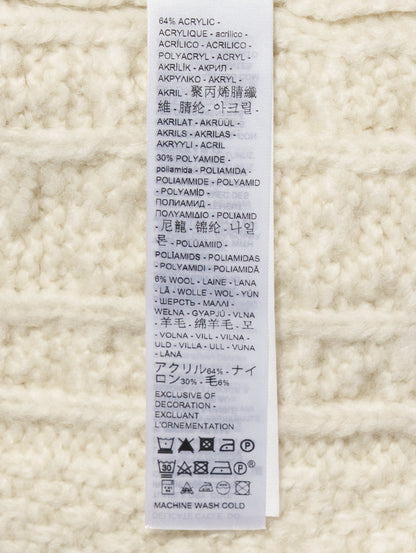 64% ACRYLIC -
ACRYLIQUE - acrilico -
ACRÍLICO - ACRILICO -
POLYACRYL - ACRYL -
AKRİLİK - АКРИЛ -
ΑΚΡΥΛΙΚΟ - AKRYL -
AKRIL - 聚丙烯腈纖
維 - 腈纶 - 아크릴 -
AKRILAT - AKRÜÜL -
AKRILS - AKRILAS -
AKRYYLI - ACRIL
30% POLYAMIDE -
poliamida - POLIAMIDA -
POLIAMMIDE - POLYAMID
- POLYAMİD -
ПОЛИАМИД -
ΠΟΛΥΑΜΙΔΙΟ - POLIAMID
- 尼龍 - 锦纶 - 나일
론 - POLÜAMIID -
POLIAMĪDS - POLIAMIDAS
- POLYAMIDI - POLIAMIDĂ
6% WOOL - LAINE - LANA
- LÃ - WOLLE - WOL - YÜN
- ШЕРСТЬ - ΜΑΛΛΙ -
WEŁNA - GYAPJÚ - VLNA
- 羊毛 - 绵羊毛 - 모
- VOLNA - VILL - VILNA -
ULD - VILLA - ULL - VUNA
- LÂNĂ
アクリル64% - ナイ
ロン30% - 毛6%
EXCLUSIVE OF
DECORATION -
EXCLUANT
L'ORNEMENTATION
P
30 P
MACHINE WASH COLD